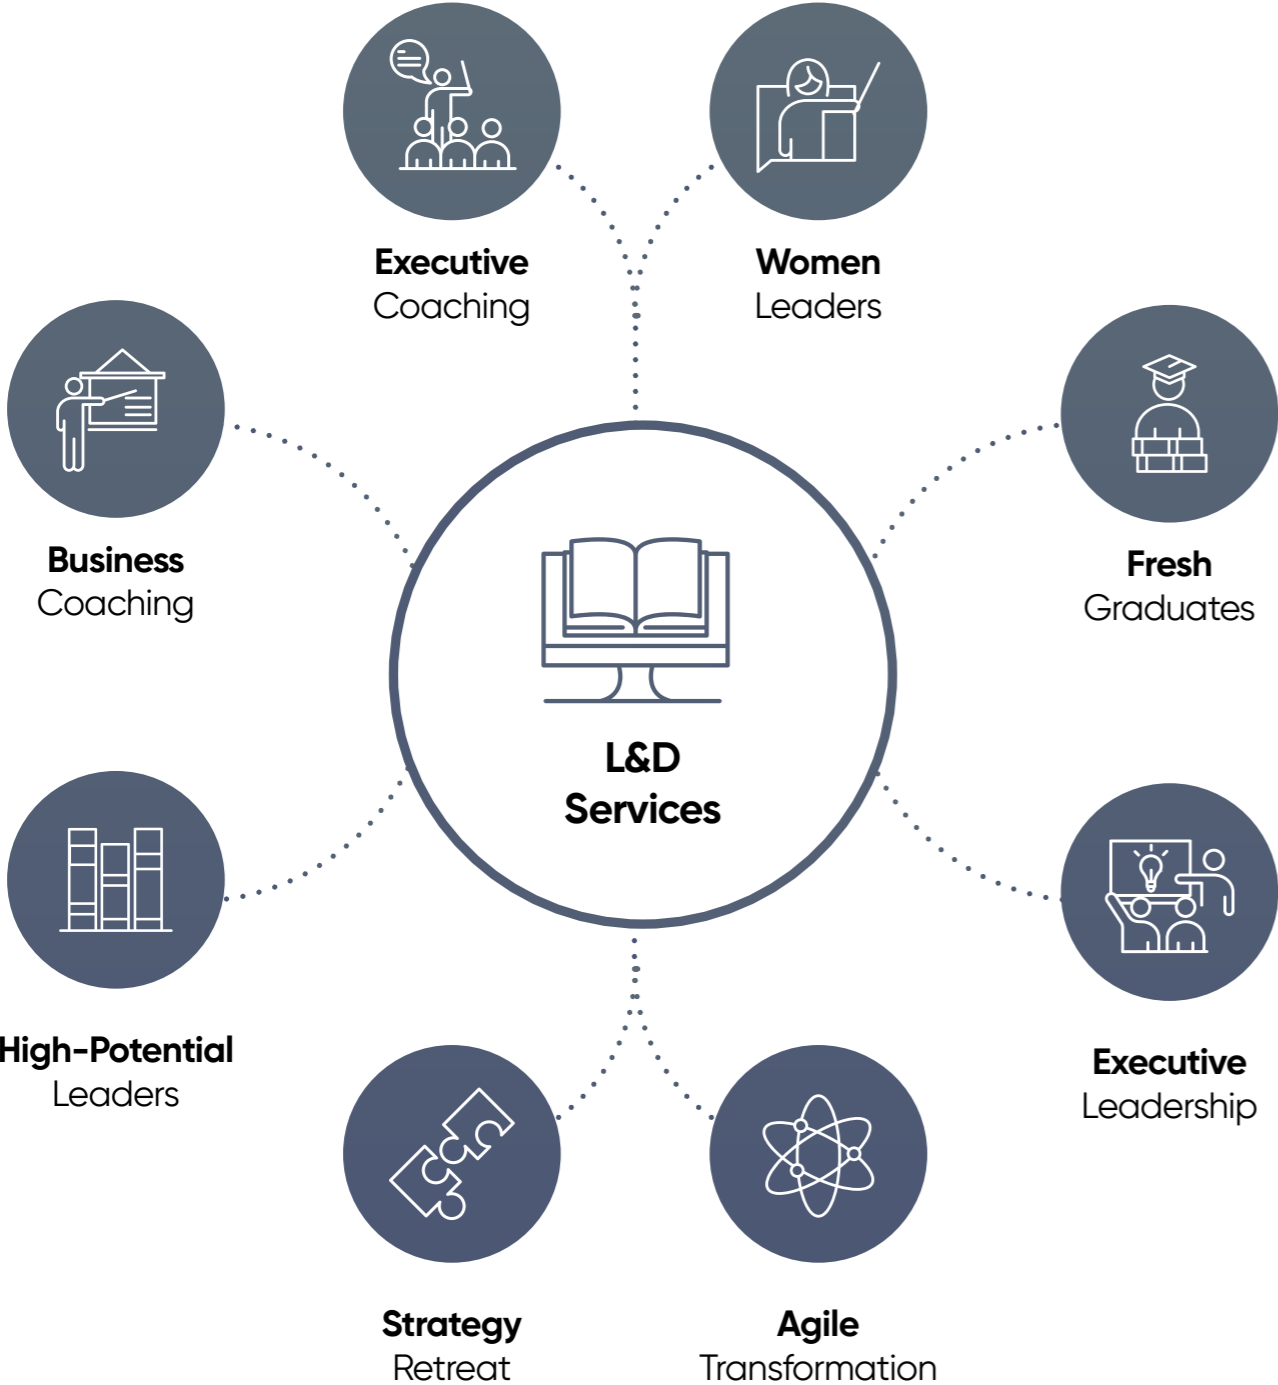 Executive
Coaching
Women
Leaders
Business
Coaching
Fresh
Graduates
L&D
Services
High-Potential
Leaders
Executive
Leadership
Strategy
Retreat
Agile
Transformation